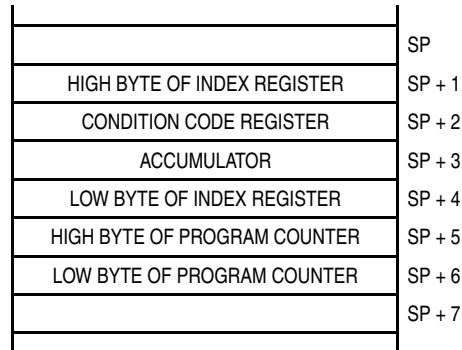 SP
HIGH BYTE OF INDEX REGISTER SP + 1
CONDITION CODE REGISTER SP + 2
ACCUMULATOR SP + 3
LOW BYTE OF INDEX REGISTER SP + 4
HIGH BYTE OF PROGRAM COUNTER SP + 5
LOW BYTE OF PROGRAM COUNTER SP + 6
SP + 7